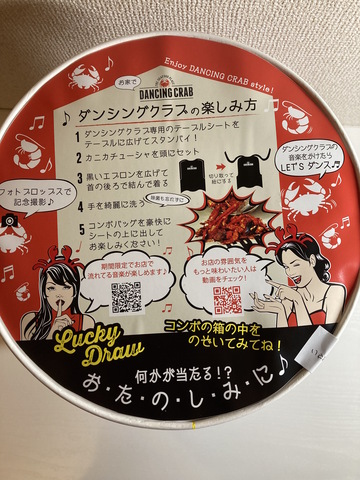 Enjoy DANCING CRAB style!
DANCING CRAB
お家で
♪ダンシングクラブの楽しみ方
1 ダンシングクラブ専用のテーブルシートを
テーブルに広げてスタンバイ！
2 カニカチューシャを頭にセット
3 黒いエプロンを広げて
首の後ろで結んで着る
切り取って
紐にする
4 手を綺麗に洗う
除菌も忘れずに
5 コンボバッグを豪快に
シートの上に出して
お楽しみください！
ダンシングクラブの
音楽をかけたら
LET'S ダンス♫
フォトプロップスで
記念撮影♪
期間限定でお店で
流れてる音楽が楽しめます♪
お店の雰囲気を
もっと味わいたい人は
動画をチェック！
Lucky
Draw
コンボの箱の中を
のぞいてみてね！
何かが当たる！？
お・た・の・し・み・に♪